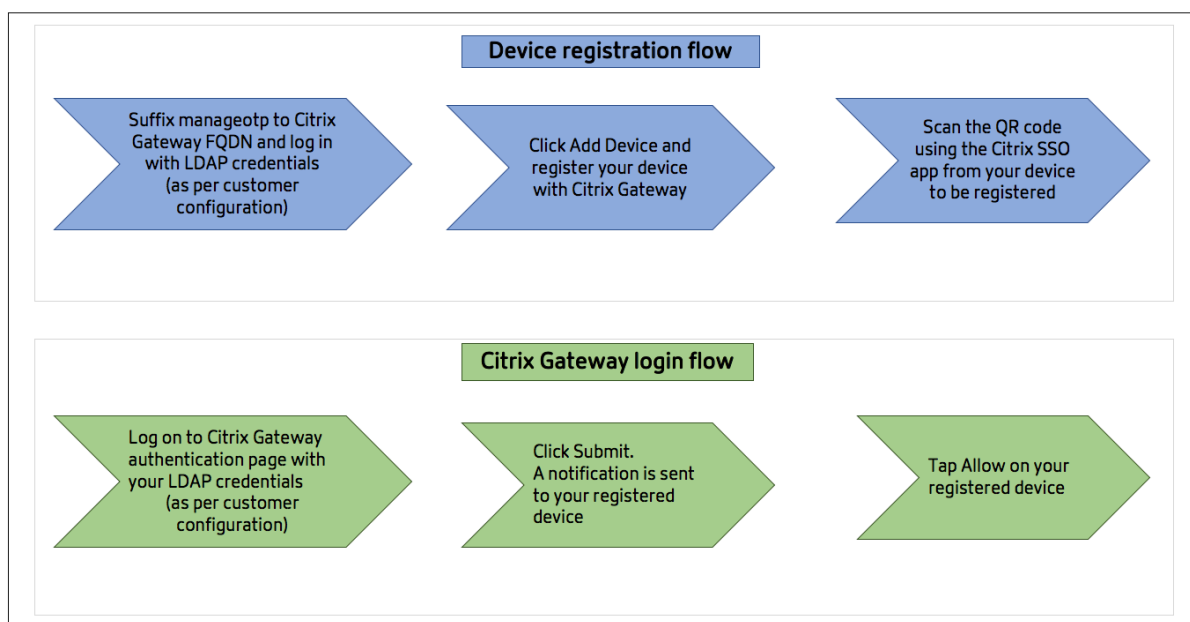 Device registration flow
Suffix manageotp to Citrix
Gateway FQDN and log in
with LDAP credentials
(as per customer
configuration)
Click Add Device and
register your device
with Citrix Gateway
Scan the QR code
using the Citrix SSO
app from your device
to be registered
Citrix Gateway login flow
Log on to Citrix Gateway
authentication page with
your LDAP credentials
(as per customer
configuration)
Click Submit.
A notification is sent
to your registered
device
Tap Allow on your
registered device